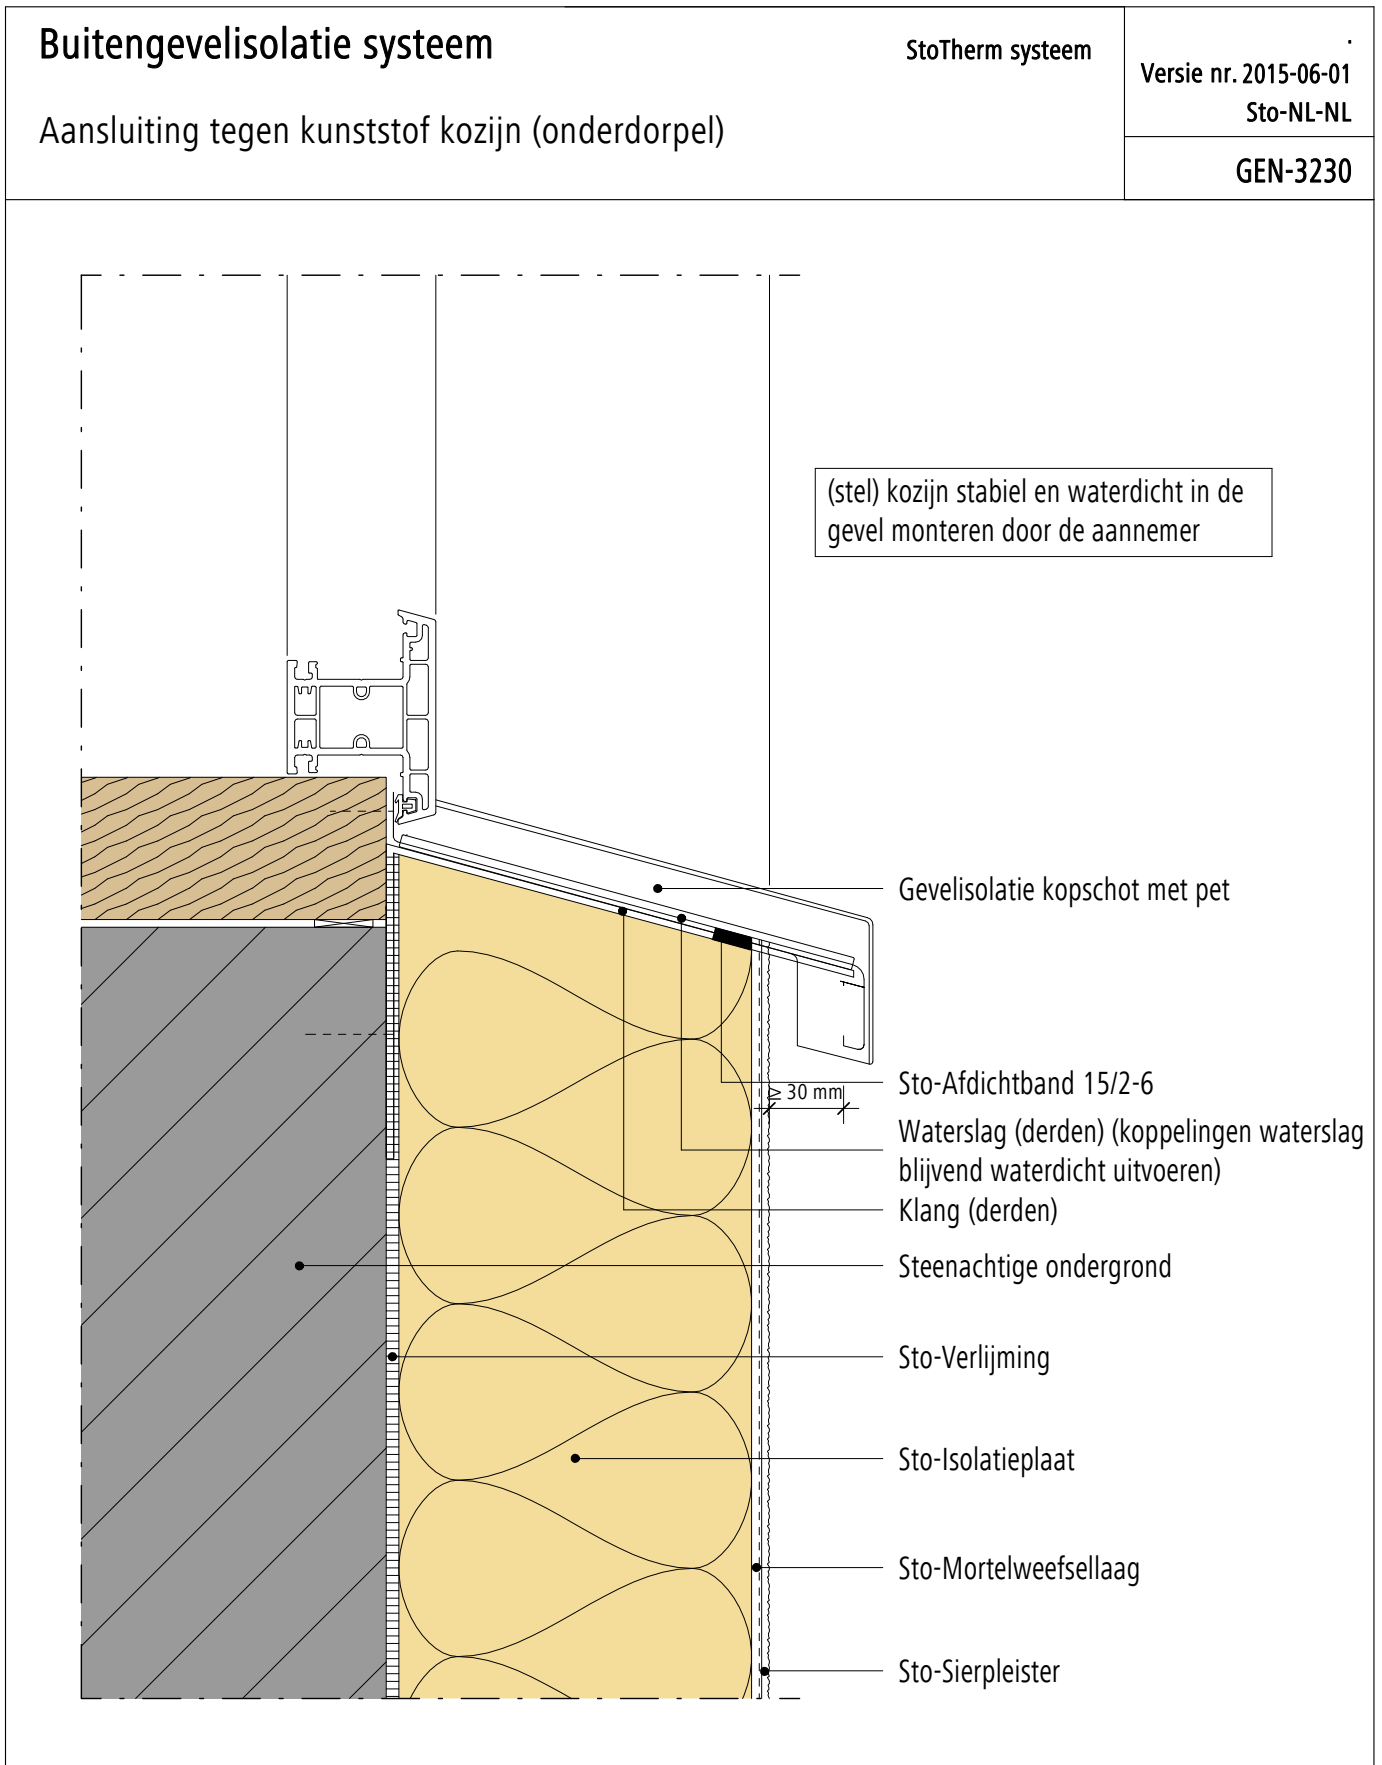 Buitengevelisolatie systeem
StoTherm systeem
.
Versie nr. 2015-06-01
Sto-NL-NL
Aansluiting tegen kunststof kozijn (onderdorpel)
GEN-3230
(stel) kozijn stabiel en waterdicht in de
gevel monteren door de aannemer
Gevelisolatie kopschot met pet
Sto-Afdichtband 15/2-6
≥ 30 mm
Waterslag (derden) (koppelingen waterslag
blijvend waterdicht uitvoeren)
Klang (derden)
Steenachtige ondergrond
Sto-Verlijming
Sto-Isolatieplaat
Sto-Mortelweefsellaag
Sto-Sierpleister